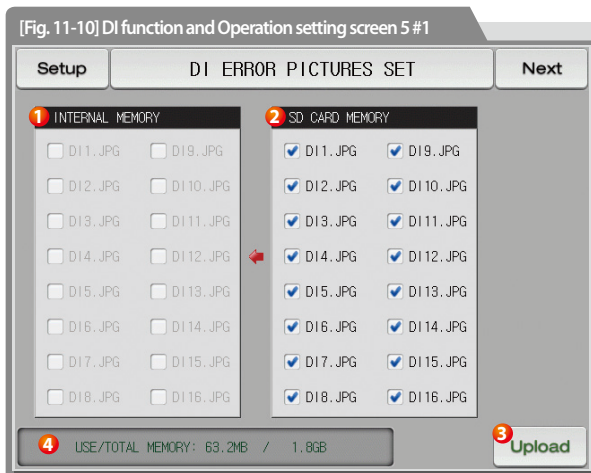 [Fig. 11-10] DI function and Operation setting screen 5 #1
Setup DI ERROR PICTURES SET Next
1 INTERNAL MEMORY 2 SD CARD MEMORY
DI1.JPG DI9.JPG DI1.JPG DI9.JPG
DI2.JPG DI10.JPG DI2.JPG DI10.JPG
DI3.JPG DI11.JPG DI3.JPG DI11.JPG
DI4.JPG DI12.JPG DI4.JPG DI12.JPG
DI5.JPG DI13.JPG DI5.JPG DI13.JPG
DI6.JPG DI14.JPG DI6.JPG DI14.JPG
DI7.JPG DI15.JPG DI7.JPG DI15.JPG
DI8.JPG DI16.JPG DI8.JPG DI16.JPG
4 USE/TOTAL MEMORY: 63.2MB / 1.8GB
3 Upload